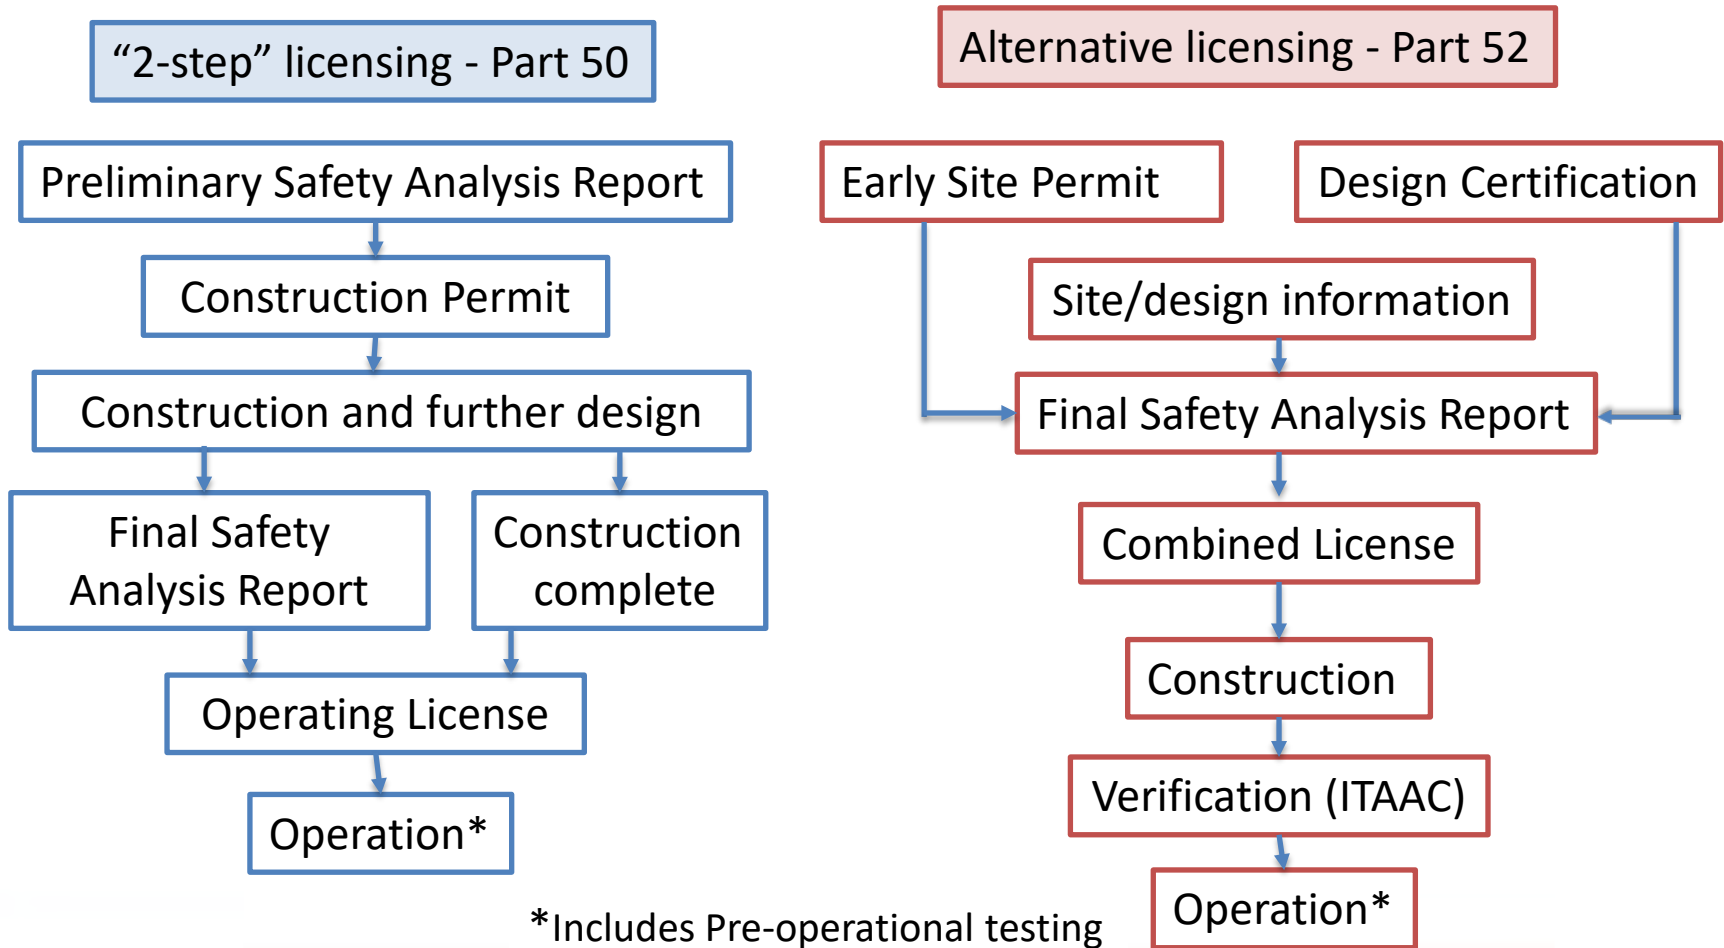 “2-step” licensing - Part 50
Preliminary Safety Analysis Report
Construction Permit
Construction and further design
Final Safety
Analysis Report
Construction
complete
Operating License
Operation*
Alternative licensing - Part 52
Early Site Permit
Design Certification
Site/design information
Final Safety Analysis Report
Combined License
Construction
Verification (ITAAC)
Operation*
*Includes Pre-operational testing